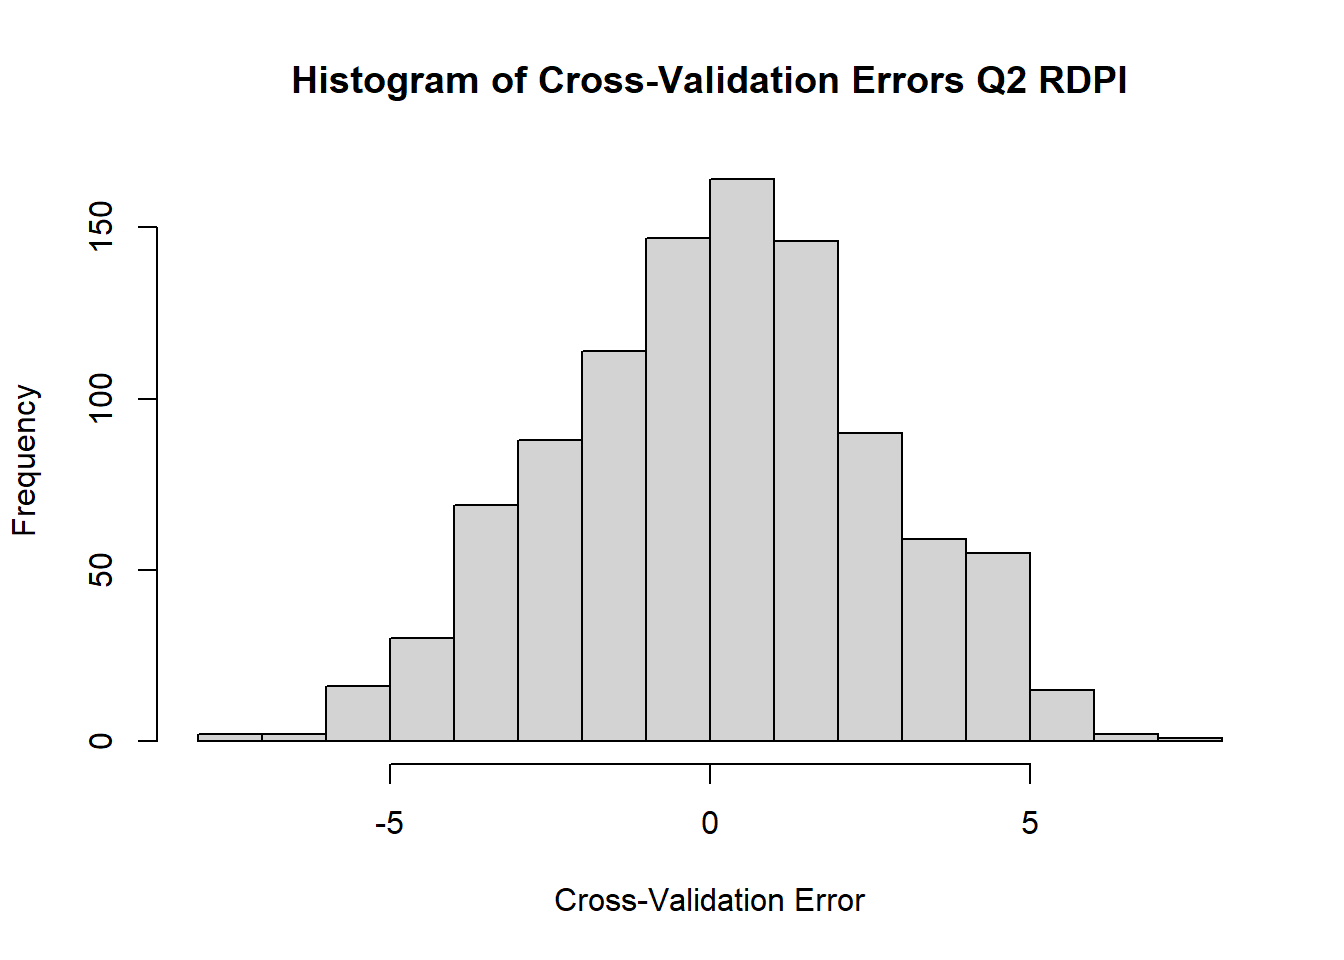 Histogram of Cross-Validation Errors Q2 RDPI
Frequency
150
100
50
0
-5 0 5
Cross-Validation Error